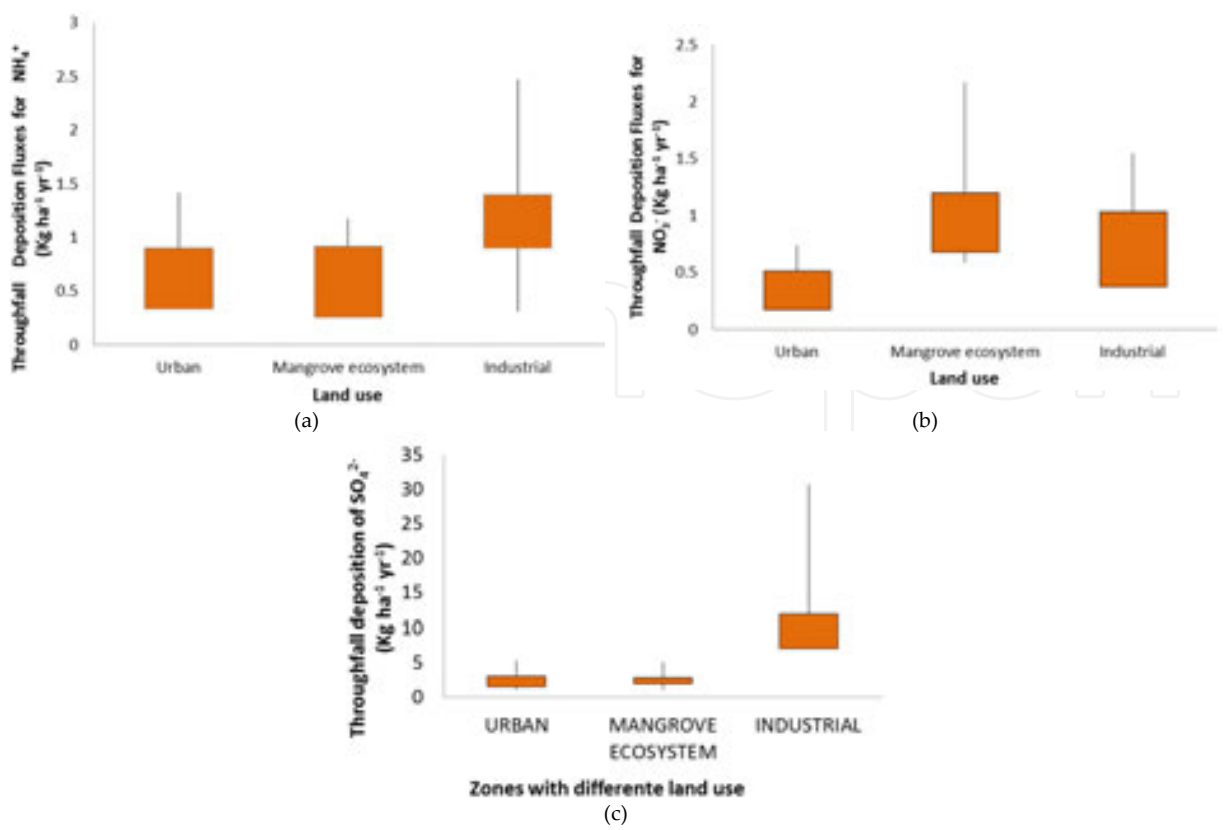 Throughfall Deposition Fluxes for NH₄⁺
(Kg ha⁻¹ yr⁻¹)
3
2.5
2
1.5
1
0.5
0
Urban Mangrove ecosystem Industrial
Land use
(a)
Throughfall Deposition Fluxes for
NO₃⁻ (Kg ha⁻¹ yr⁻¹)
2.5
2
1.5
1
0.5
0
Urban Mangrove ecosystem Industrial
Land use
(b)
Throughfall deposition of SO₄²⁻
(Kg ha⁻¹ yr⁻¹)
35
30
25
20
15
10
5
0
URBAN MANGROVE INDUSTRIAL
ECOSYSTEM
Zones with differente land use
(c)